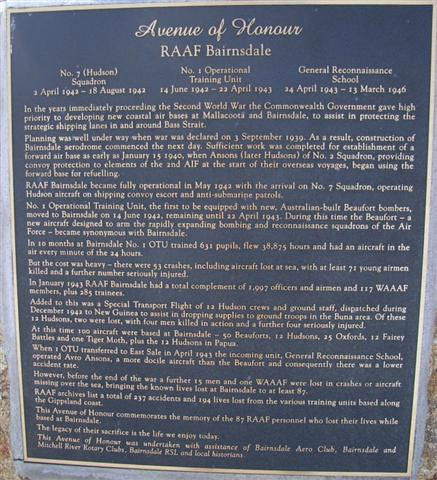 Avenue of Honour
RAAF Bairnsdale
No. 7 (Hudson)
Squadron
2 April 1942 – 18 August 1942
No. 1 Operational
Training Unit
14 June 1942 – 22 April 1943
General Reconnaissance
School
24 April 1943 – 13 March 1946
In the years immediately proceeding the Second World War the Commonwealth Government gave high
priority to developing new coastal air bases at Mallacoota and Bairnsdale, to assist in protecting the
strategic shipping lanes in and around Bass Strait.
Planning was well under way when war was declared on 3 September 1939. As a result, construction of
Bairnsdale aerodrome commenced the next day. Sufficient work was completed for establishment of a
forward air base as early as January 15 1940, when Ansons (later Hudsons) of No. 2 Squadron, providing
convoy protection to elements of the 2nd AIF at the start of their overseas voyages, began using the
forward base for refuelling.
RAAF Bairnsdale became fully operational in May 1942 with the arrival on No. 7 Squadron, operating
Hudson aircraft on shipping convoy escort and anti-submarine patrols.
No. 1 Operational Training Unit, the first to be equipped with new, Australian-built Beaufort bombers,
moved to Bairnsdale on 14 June 1942, remaining until 22 April 1943. During this time the Beaufort – a
new aircraft designed to arm the rapidly expanding bombing and reconnaissance squadrons of the Air
Force – became synonymous with Bairnsdale.
In 10 months at Bairnsdale No. 1 OTU trained 631 pupils, flew 38,875 hours and had an aircraft in the
air every minute of the 24 hours.
But the cost was heavy – there were 53 crashes, including aircraft lost at sea, with at least 71 young airmen
killed and a further number seriously injured.
In January 1943 RAAF Bairnsdale had a total complement of 1,997 officers and airmen and 117 WAAAF
members, plus 285 trainees.
Added to this was a Special Transport Flight of 12 Hudson crews and ground staff, dispatched during
December 1942 to New Guinea to assist in dropping supplies to ground troops in the Buna area. Of these
12 Hudsons, two were lost, with four men killed in action and a further four seriously injured.
At this time 100 aircraft were based at Bairnsdale – 50 Beauforts, 12 Hudsons, 25 Oxfords, 12 Fairey
Battles and one Tiger Moth, plus the 12 Hudsons in Papua.
When 1 OTU transferred to East Sale in April 1943 the incoming unit, General Reconnaissance School,
operated Avro Ansons, a more docile aircraft than the Beaufort and consequently there was a lower
accident rate.
However, before the end of the war a further 15 men and one WAAAF were lost in crashes or aircraft
missing over the sea, bringing the known lives lost at Bairnsdale to at least 87.
RAAF archives list a total of 237 accidents and 194 lives lost from the various training units based along
the Gippsland coast.
This Avenue of Honour commemorates the memory of the 87 RAAF personnel who lost their lives while
based at Bairnsdale.
The legacy of their sacrifice is the life we enjoy today.
This Avenue of Honour was undertaken with assistance of Bairnsdale Aero Club, Bairnsdale and
Mitchell River Rotary Clubs, Bairnsdale RSL and local historians.